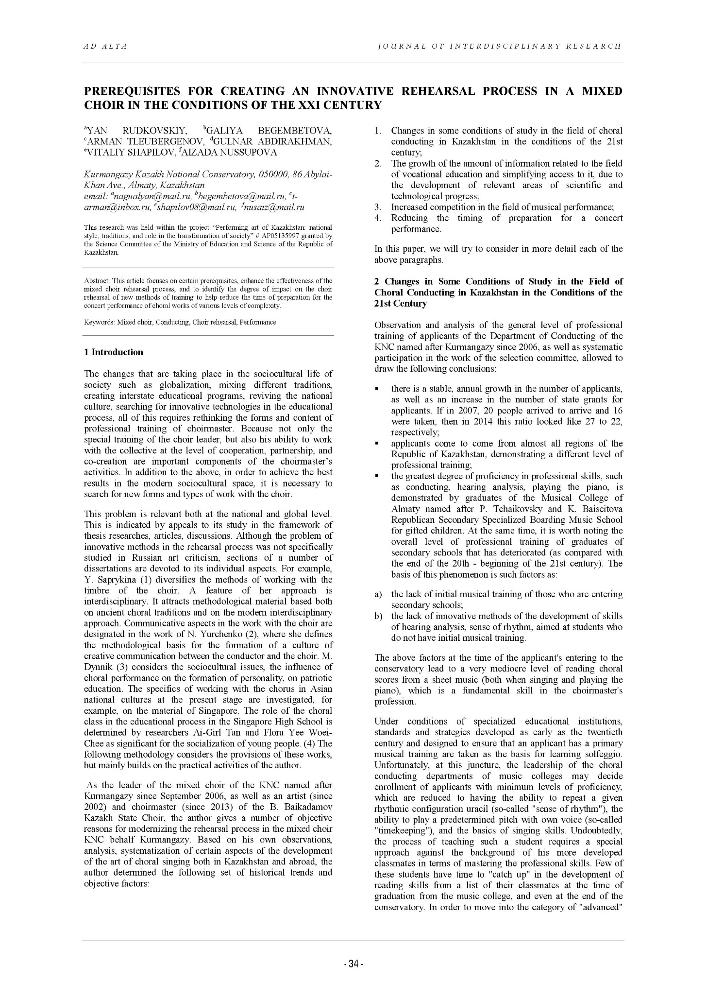 AD ALTA
JOURNAL OF INTERDISCIPLINARY RESEARCH
PREREQUISITES FOR CREATING AN INNOVATIVE REHEARSAL PROCESS IN A MIXED
CHOIR IN THE CONDITIONS OF THE XXI CENTURY
aYAN RUDKOVSKIY, bGALIYA BEGEMBETOVA,
cARMAN TLEUBERGENOV, dGULNAR ABDIRAKHMAN,
eVITALIY SHAPILOV, fAIZADA NUSSUPOVA
Kurmangazy Kazakh National Conservatory, 050000, 86 Abylai-
Khan Ave., Almaty, Kazakhstan
email: anagualyan@mail.ru, bbegembetova@mail.ru, ct-
arman@inbox.ru, eshapilov08@mail.ru, fnusaiz@mail.ru
This research was held within the project “Performing art of Kazakhstan: national
style, traditions, and role in the transformation of society” # AP05135997 granted by
the Science Committee of the Ministry of Education and Science of the Republic of
Kazakhstan.
Abstract: This article focuses on certain prerequisites, enhance the effectiveness of the
mixed choir rehearsal process, and to identify the degree of impact on the choir
rehearsal of new methods of training to help reduce the time of preparation for the
concert performance of choral works of various levels of complexity.
Keywords: Mixed choir, Conducting, Choir rehearsal, Performance.
1 Introduction
The changes that are taking place in the sociocultural life of
society such as globalization, mixing different traditions,
creating interstate educational programs, reviving the national
culture, searching for innovative technologies in the educational
process, all of this requires rethinking the forms and content of
professional training of choirmaster. Because not only the
special training of the choir leader, but also his ability to work
with the collective at the level of cooperation, partnership, and
co-creation are important components of the choirmaster’s
activities. In addition to the above, in order to achieve the best
results in the modern sociocultural space, it is necessary to
search for new forms and types of work with the choir.
This problem is relevant both at the national and global level.
This is indicated by appeals to its study in the framework of
thesis researches, articles, discussions. Although the problem of
innovative methods in the rehearsal process was not specifically
studied in Russian art criticism, sections of a number of
dissertations are devoted to its individual aspects. For example,
Y. Saprykina (1) diversifies the methods of working with the
timbre of the choir. A feature of her approach is
interdisciplinary. It attracts methodological material based both
on ancient choral traditions and on the modern interdisciplinary
approach. Communicative aspects in the work with the choir are
designated in the work of N. Yurchenko (2), where she defines
the methodological basis for the formation of a culture of
creative communication between the conductor and the choir. M.
Dynnik (3) considers the sociocultural issues, the influence of
choral performance on the formation of personality, on patriotic
education. The specifics of working with the chorus in Asian
national cultures at the present stage are investigated, for
example, on the material of Singapore. The role of the choral
class in the educational process in the Singapore High School is
determined by researchers Ai-Girl Tan and Flora Yee Woei-
Chee as significant for the socialization of young people. (4) The
following methodology considers the provisions of these works,
but mainly builds on the practical activities of the author.
As the leader of the mixed choir of the KNC named after
Kurmangazy since September 2006, as well as an artist (since
2002) and choirmaster (since 2013) of the B. Baikadamov
Kazakh State Choir, the author gives a number of objective
reasons for modernizing the rehearsal process in the mixed choir
KNC behalf Kurmangazy. Based on his own observations,
analysis, systematization of certain aspects of the development
of the art of choral singing both in Kazakhstan and abroad, the
author determined the following set of historical trends and
objective factors:
1. Changes in some conditions of study in the field of choral
conducting in Kazakhstan in the conditions of the 21st
century;
2. The growth of the amount of information related to the field
of vocational education and simplifying access to it, due to
the development of relevant areas of scientific and
technological progress;
3. Increased competition in the field of musical performance;
4. Reducing the timing of preparation for a concert
performance.
In this paper, we will try to consider in more detail each of the
above paragraphs.
2 Changes in Some Conditions of Study in the Field of
Choral Conducting in Kazakhstan in the Conditions of the
21st Century
Observation and analysis of the general level of professional
training of applicants of the Department of Conducting of the
KNC named after Kurmangazy since 2006, as well as systematic
participation in the work of the selection committee, allowed to
draw the following conclusions:
▪ there is a stable, annual growth in the number of applicants,
as well as an increase in the number of state grants for
applicants. If in 2007, 20 people arrived to arrive and 16
were taken, then in 2014 this ratio looked like 27 to 22,
respectively;
▪ applicants come to come from almost all regions of the
Republic of Kazakhstan, demonstrating a different level of
professional training;
▪ the greatest degree of proficiency in professional skills, such
as conducting, hearing analysis, playing the piano, is
demonstrated by graduates of the Musical College of
Almaty named after P. Tchaikovsky and K. Baiseitova
Republican Secondary Specialized Boarding Music School
for gifted children. At the same time, it is worth noting the
overall level of professional training of graduates of
secondary schools that has deteriorated (as compared with
the end of the 20th - beginning of the 21st century). The
basis of this phenomenon is such factors as:
a) the lack of initial musical training of those who are entering
secondary schools;
b) the lack of innovative methods of the development of skills
of hearing analysis, sense of rhythm, aimed at students who
do not have initial musical training.
The above factors at the time of the applicant's entering to the
conservatory lead to a very mediocre level of reading choral
scores from a sheet music (both when singing and playing the
piano), which is a fundamental skill in the choirmaster's
profession.
Under conditions of specialized educational institutions,
standards and strategies developed as early as the twentieth
century and designed to ensure that an applicant has a primary
musical training are taken as the basis for learning solfeggio.
Unfortunately, at this juncture, the leadership of the choral
conducting departments of music colleges may decide
enrollment of applicants with minimum levels of proficiency,
which are reduced to having the ability to repeat a given
rhythmic configuration uracil (so-called "sense of rhythm"), the
ability to play a predetermined pitch with own voice (so-called
"timekeeping"), and the basics of singing skills. Undoubtedly,
the process of teaching such a student requires a special
approach against the background of his more developed
classmates in terms of mastering the professional skills. Few of
these students have time to "catch up" in the development of
reading skills from a list of their classmates at the time of
graduation from the music college, and even at the end of the
conservatory. In order to move into the category of "advanced"
- 34 -